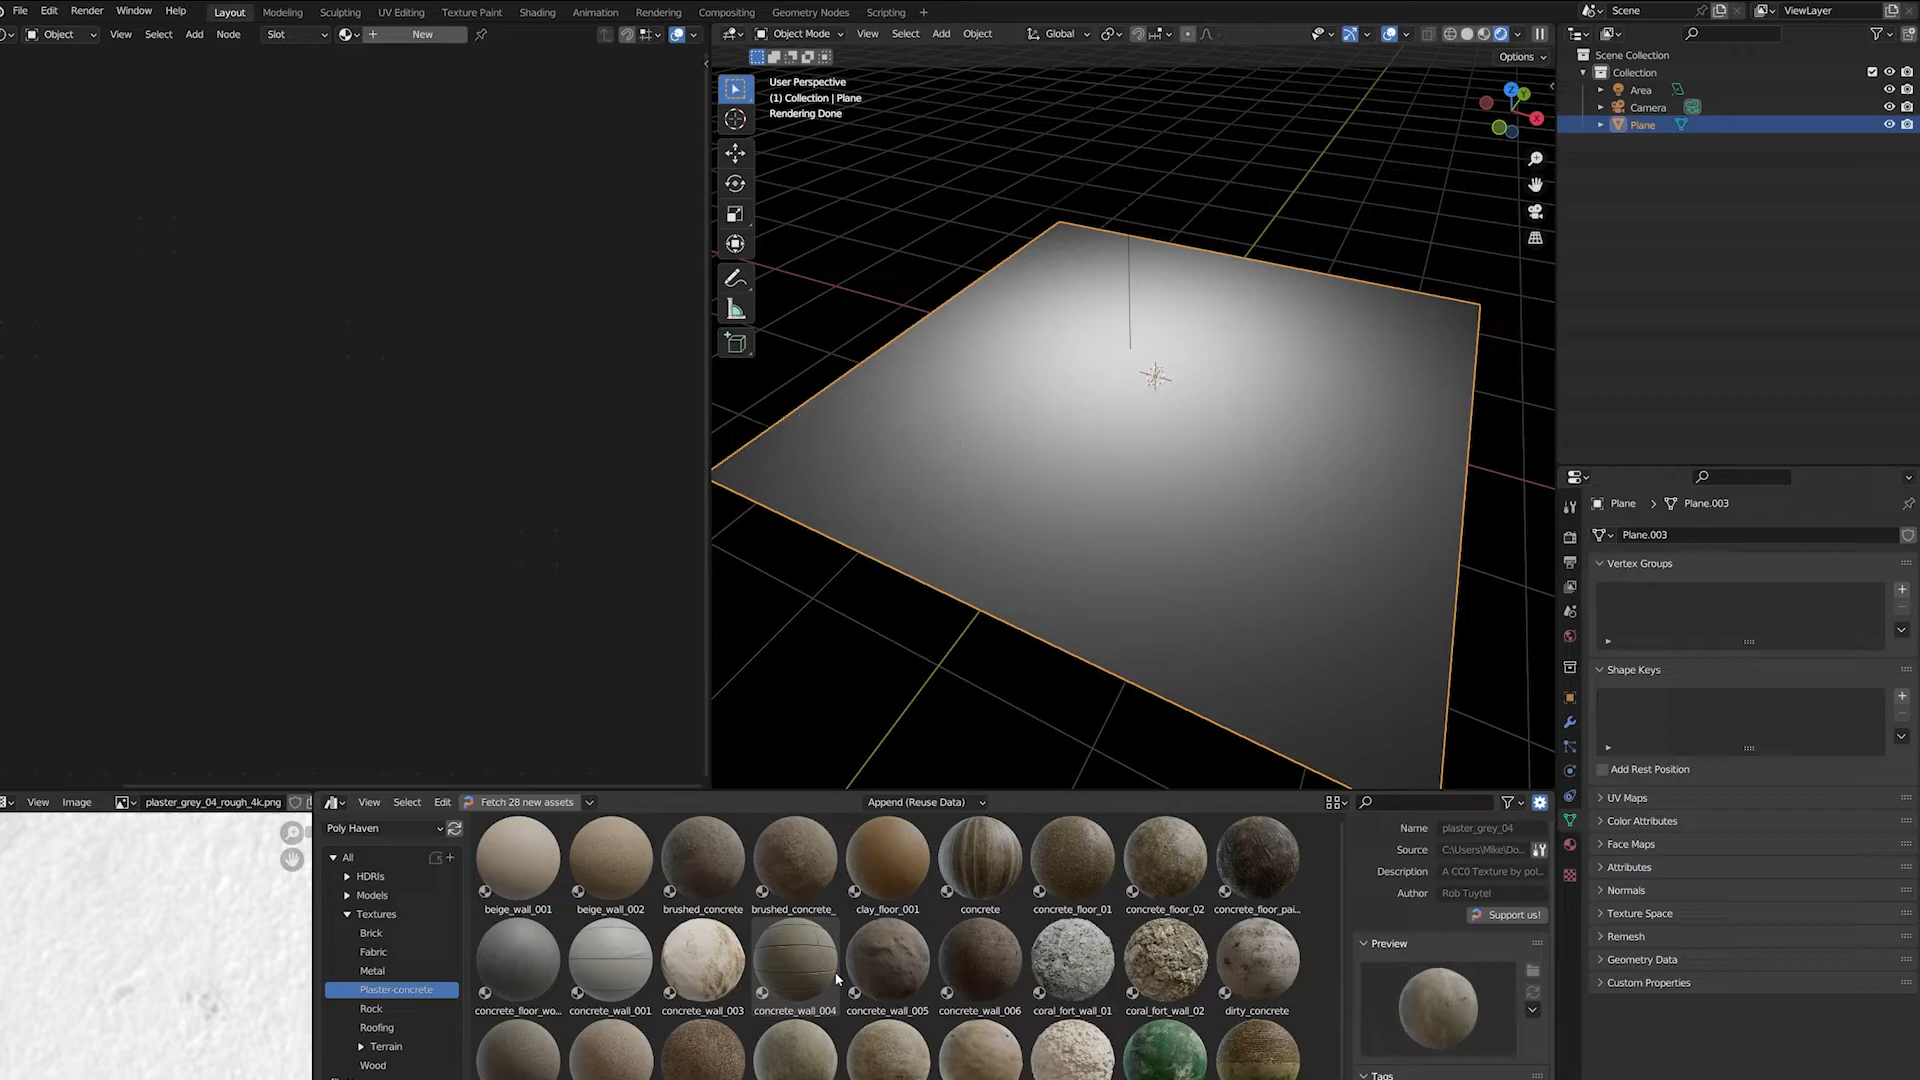 File Edit Render Window Help Layout Modeling Sculpting UV Editing Texture Paint Shading Animation Rendering Compositing Geometry Nodes Scripting + Scene ViewLayer
Object View Select Add Node Slot New
Object Mode View Select Add Object Global
Options
User Perspective
(1) Collection | Plane
Rendering Done
Z Y X
Scene Collection
Collection
Area
Camera
Plane
Plane > Plane.003
Plane.003
Vertex Groups
Shape Keys
Add Rest Position
UV Maps
Color Attributes
Face Maps
Attributes
Normals
Texture Space
Remesh
Geometry Data
Custom Properties
View Image plaster_grey_04_rough_4k.png
View Select Edit Fetch 28 new assets Append (Reuse Data)
Poly Haven
All
HDRIs
Models
Textures
Brick
Fabric
Metal
Plaster-concrete
Rock
Roofing
Terrain
Wood
beige_wall_001 beige_wall_002 brushed_concrete brushed_concrete_ clay_floor_001 concrete concrete_floor_01 concrete_floor_02 concrete_floor_pai...
concrete_floor_wo... concrete_wall_001 concrete_wall_003 concrete_wall_004 concrete_wall_005 concrete_wall_006 coral_fort_wall_01 coral_fort_wall_02 dirty_concrete
Name plaster_grey_04
Source C:\Users\Mike\Do...
Description A CC0 Texture by pol...
Author Rob Tuytel
Support us!
Preview
Tags